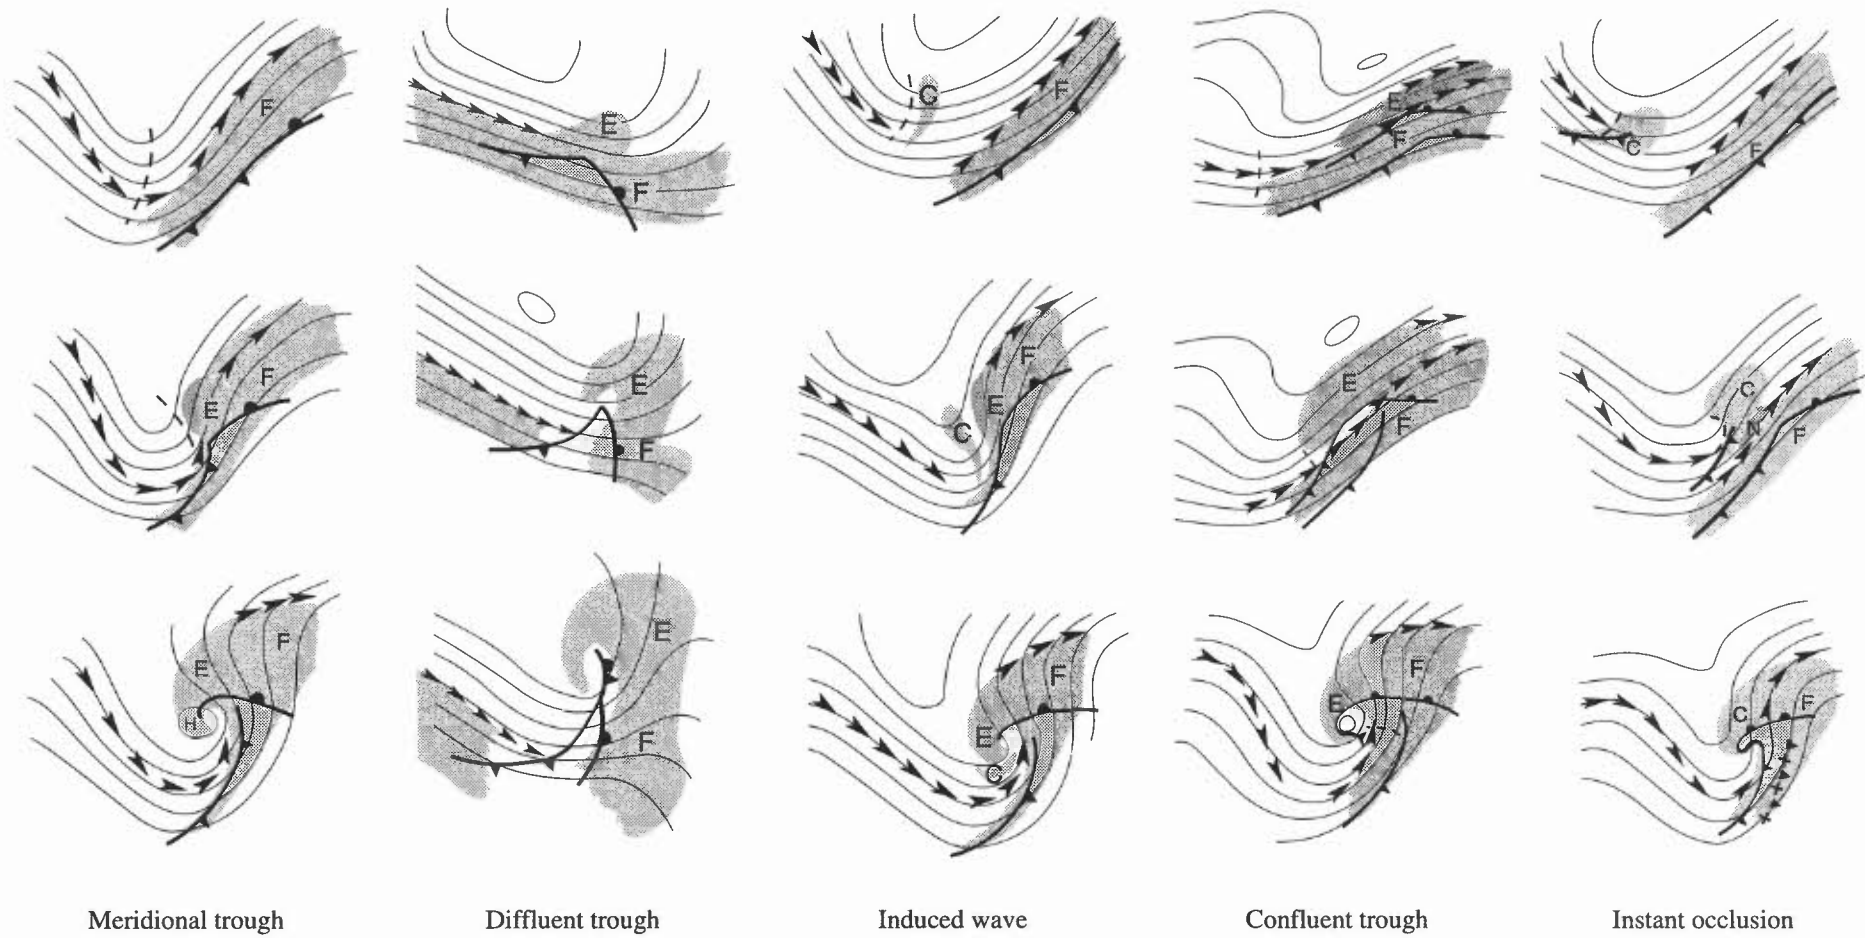 F
E
F
C
F
E
F
C
F
E
F
E
F
C
E
F
E
F
C
N
F
E
F
H
E
F
F
E
C
E
F
C
F
Meridional trough
Diffluent trough
Induced wave
Confluent trough
Instant occlusion